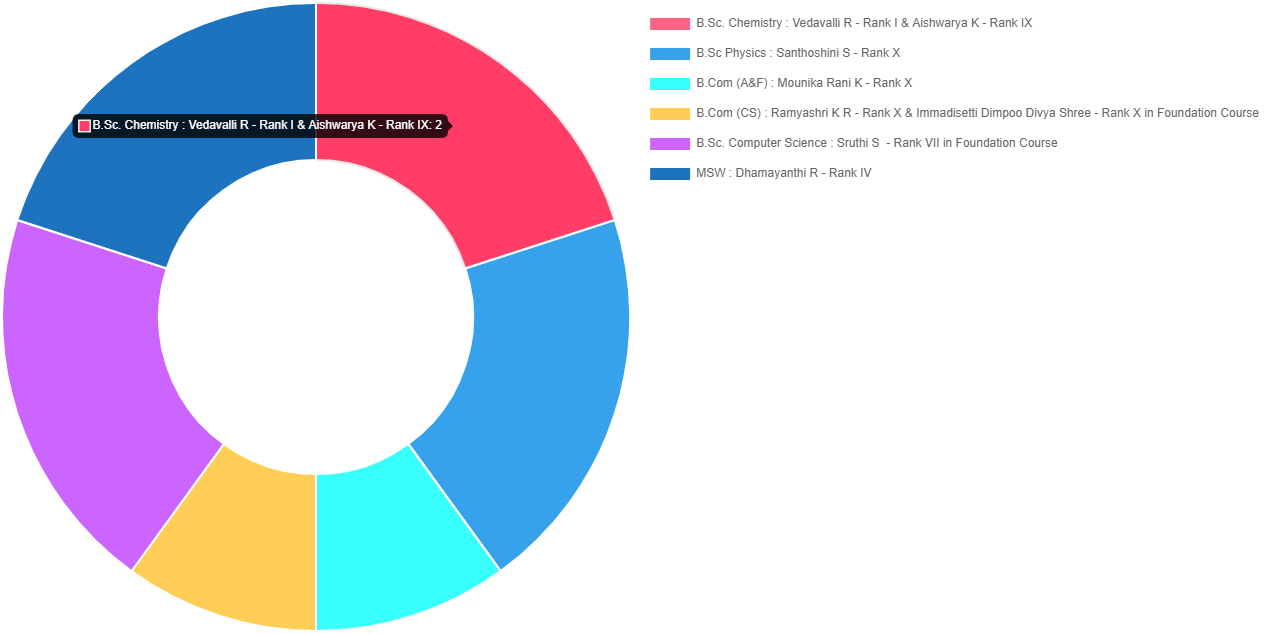 B.Sc. Chemistry : Vedavalli R - Rank I & Aishwarya K - Rank IX
B.Sc Physics : Santhoshini S - Rank X
B.Com (A&F) : Mounika Rani K - Rank X
B.Com (CS) : Ramyashri K R - Rank X & Immadisetti Dimpoo Divya Shree - Rank X in Foundation Course
B.Sc. Computer Science : Sruthi S  - Rank VII in Foundation Course
MSW : Dhamayanthi R - Rank IV
B.Sc. Chemistry : Vedavalli R - Rank I & Aishwarya K - Rank IX: 2